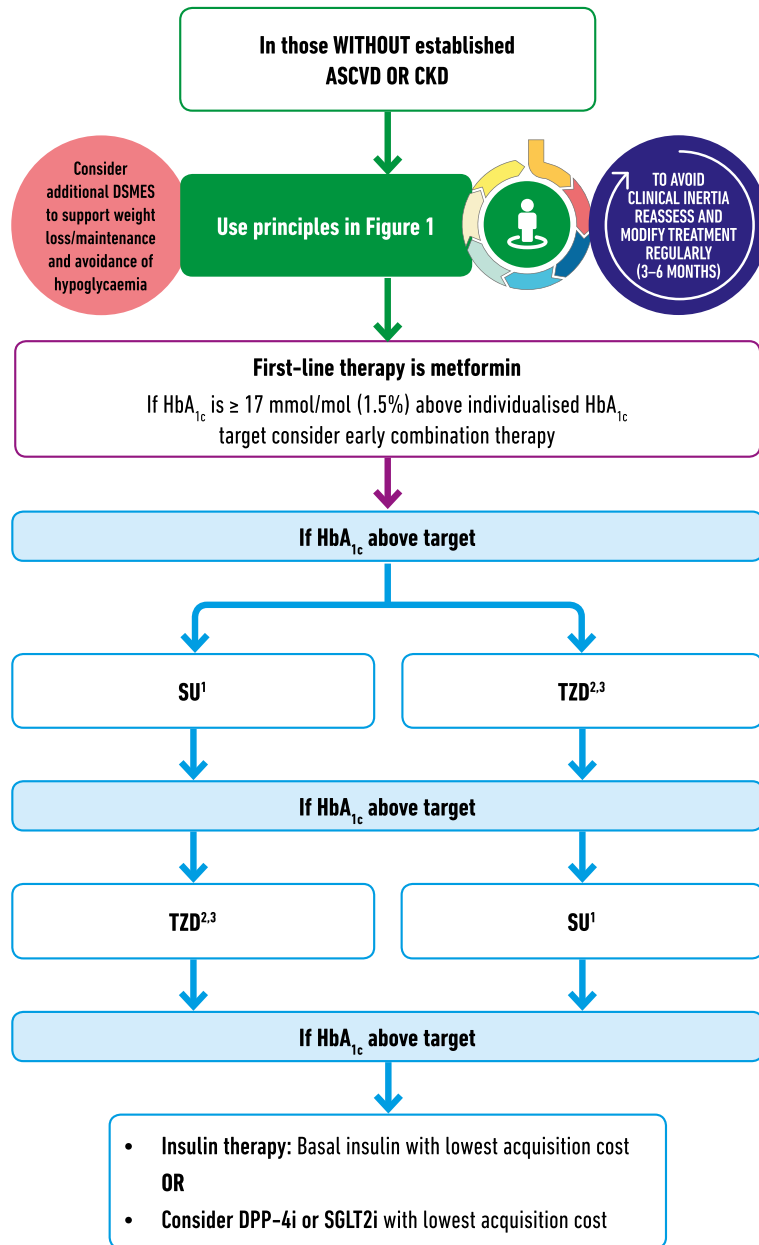 In those WITHOUT established
ASCVD OR CKD
Consider
additional DSMES
to support weight
loss/maintenance
and avoidance of
hypoglycaemia
Use principles in Figure 1
TO AVOID
CLINICAL INERTIA
REASSESS AND
MODIFY TREATMENT
REGULARLY
(3–6 MONTHS)
First-line therapy is metformin
If HbA1c is ≥ 17 mmol/mol (1.5%) above individualised HbA1c
target consider early combination therapy
If HbA1c above target
SU¹
TZD²,³
If HbA1c above target
TZD²,³
SU¹
If HbA1c above target
• Insulin therapy: Basal insulin with lowest acquisition cost
OR
• Consider DPP-4i or SGLT2i with lowest acquisition cost